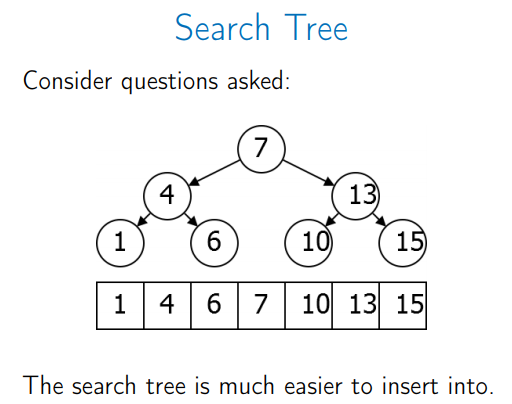 Search Tree
Consider questions asked:
7
4 13
1 6 10 15
1 4 6 7 10 13 15
The search tree is much easier to insert into.